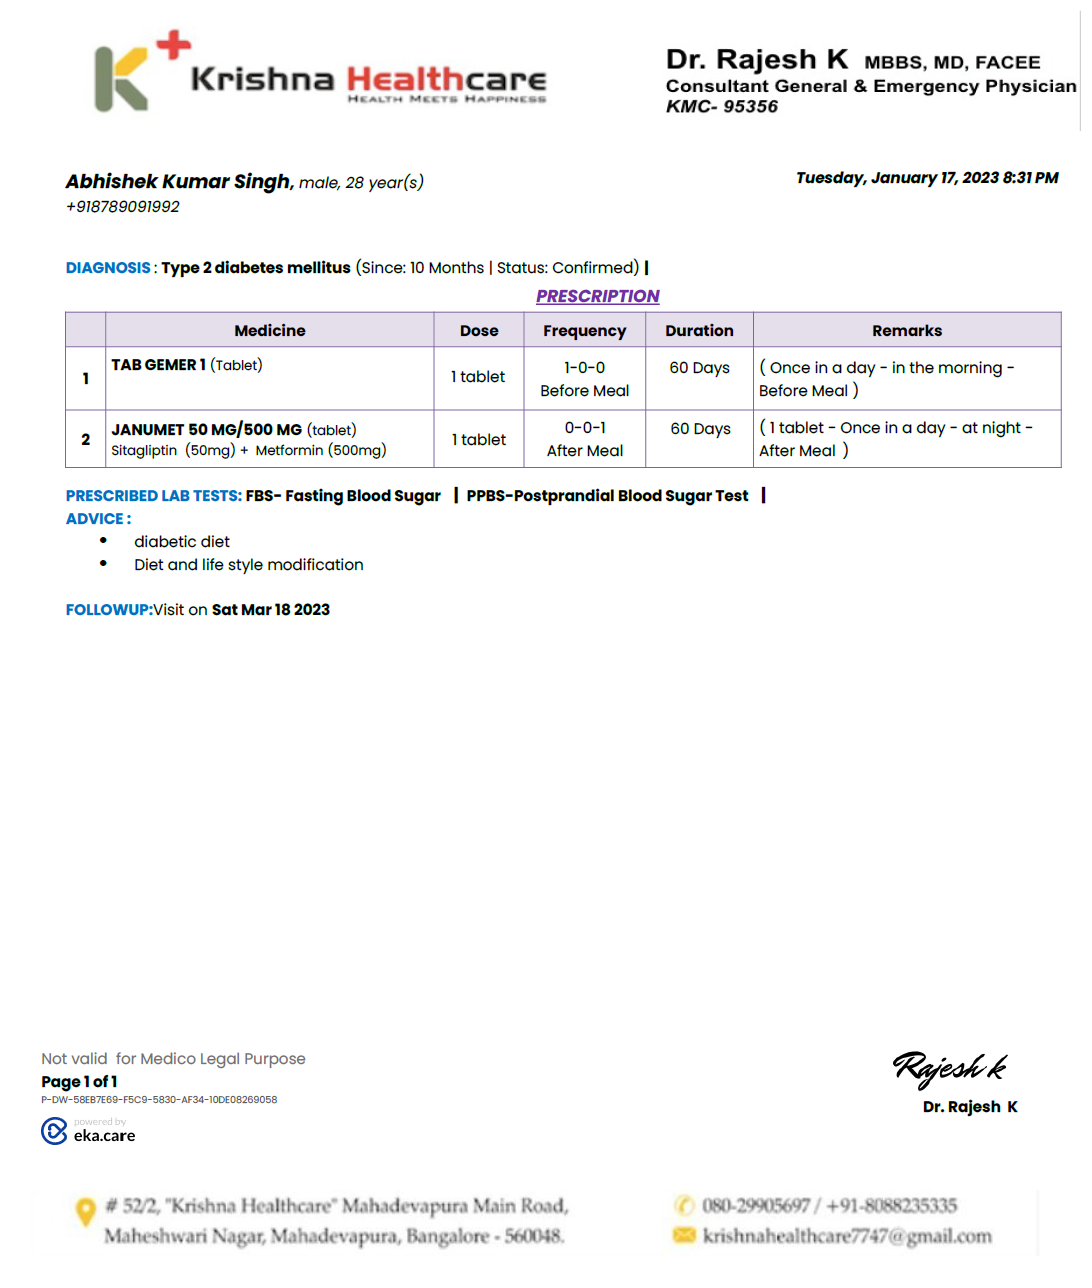 Krishna Healthcare
HEALTH MEETS HAPPINESS
Dr. Rajesh K MBBS, MD, FACEE
Consultant General & Emergency Physician
KMC- 95356
Abhishek Kumar Singh, male, 28 year(s)
+918789091992
Tuesday, January 17, 2023 8:31 PM
DIAGNOSIS : Type 2 diabetes mellitus (Since: 10 Months | Status: Confirmed) |
PRESCRIPTION
Medicine Dose Frequency Duration Remarks
1 TAB GEMER 1 (Tablet) 1 tablet 1-0-0 60 Days ( Once in a day - in the morning -
Before Meal Before Meal )
2 JANUMET 50 MG/500 MG (tablet) 1 tablet 0-0-1 60 Days ( 1 tablet - Once in a day - at night -
Sitagliptin (50mg) + Metformin (500mg) After Meal After Meal )
PRESCRIBED LAB TESTS: FBS- Fasting Blood Sugar | PPBS-Postprandial Blood Sugar Test |
ADVICE :
• diabetic diet
• Diet and life style modification
FOLLOWUP:Visit on Sat Mar 18 2023
Not valid for Medico Legal Purpose
Page 1 of 1
P-DW-58EB7E69-F5C9-5830-AF34-10DE08269058
powered by
eka.care
Rajesh k
Dr. Rajesh K
# 52/2, "Krishna Healthcare" Mahadevapura Main Road,
Maheshwari Nagar, Mahadevapura, Bangalore - 560048.
080-29905697 / +91-8088235335
krishnahealthcare7747@gmail.com